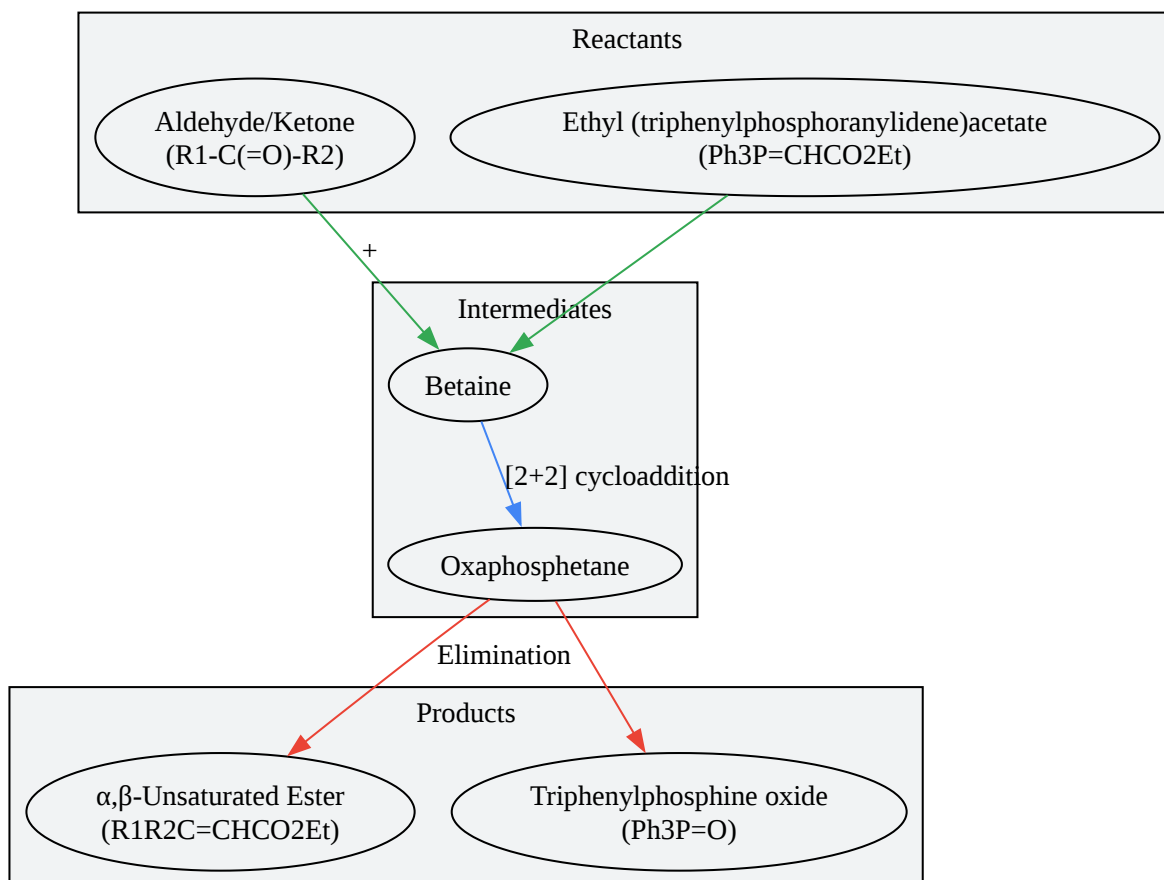 Reactants
Aldehyde/Ketone
(R1-C(=O)-R2)
Ethyl (triphenylphosphoranylidene)acetate
(Ph3P=CHCO2Et)
+
Intermediates
Betaine
[2+2] cycloaddition
Oxaphosphetane
Elimination
Products
α,β-Unsaturated Ester
(R1R2C=CHCO2Et)
Triphenylphosphine oxide
(Ph3P=O)